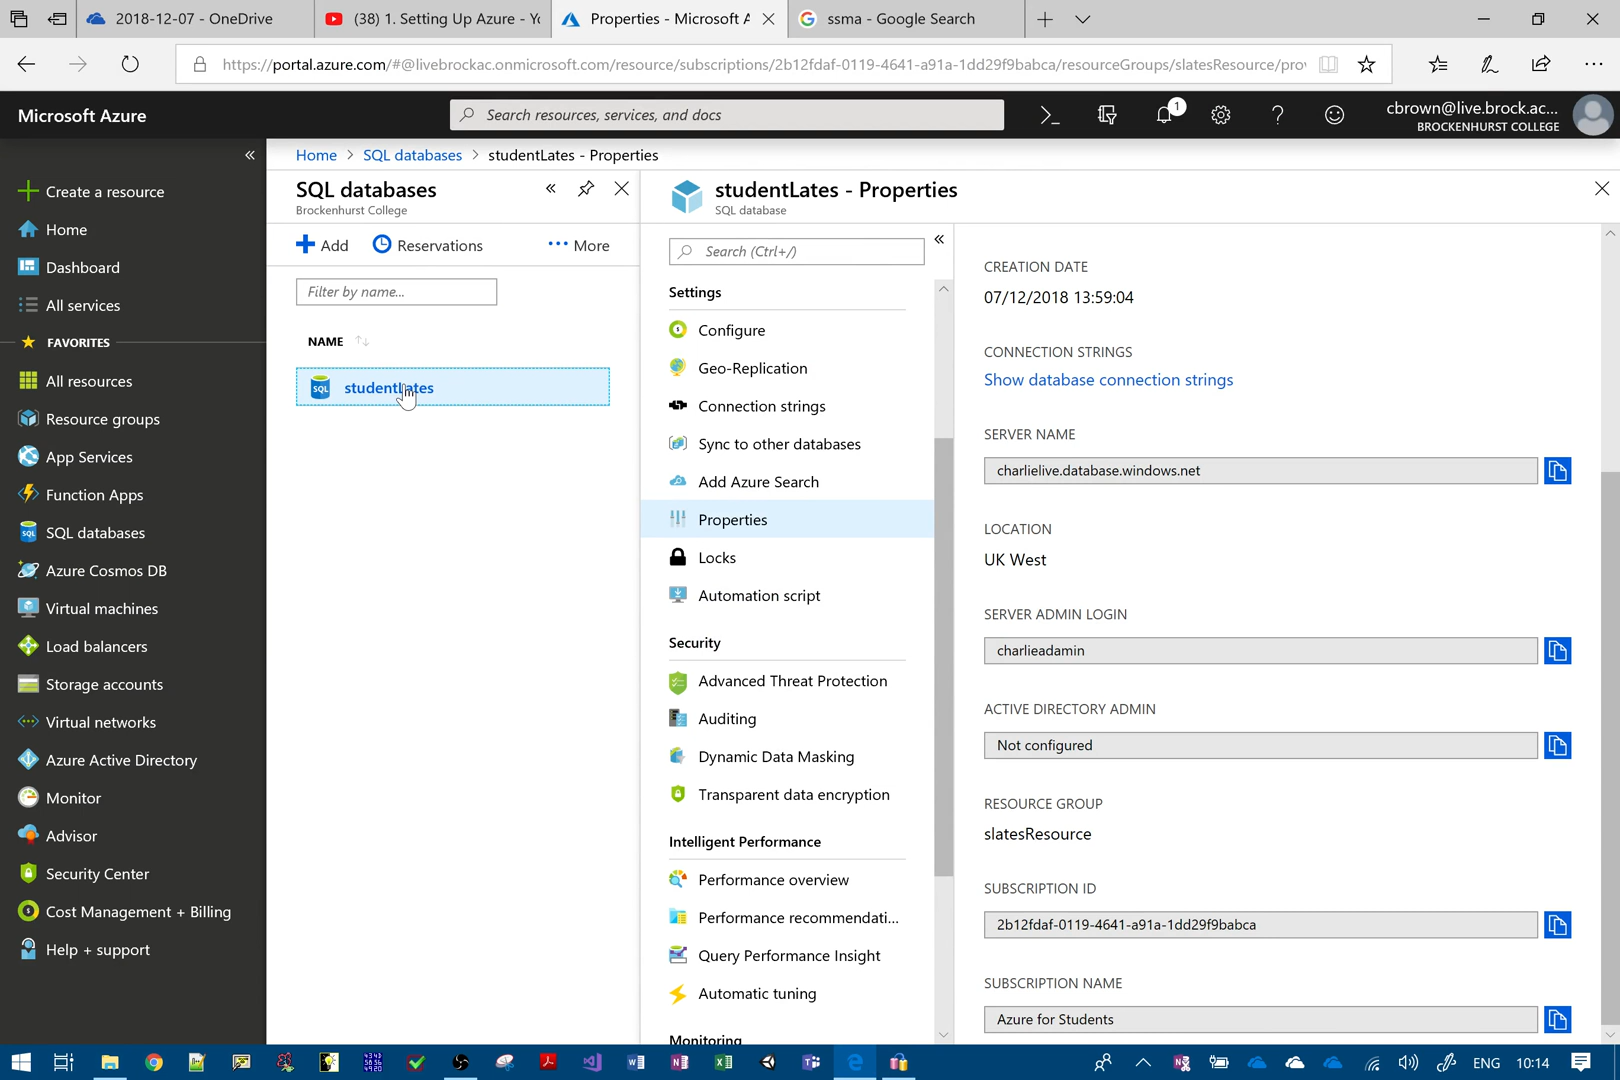 2018-12-07 - OneDrive
(38) 1. Setting Up Azure - Yo
Properties - Microsoft A
ssma - Google Search
https://portal.azure.com/#@livebrockac.onmicrosoft.com/resource/subscriptions/2b12fdaf-0119-4641-a91a-1dd29f9babca/resourceGroups/slatesResource/prov
Microsoft Azure
Search resources, services, and docs
1
cbrown@live.brock.ac...
BROCKENHURST COLLEGE
Home > SQL databases > studentLates - Properties
Create a resource
Home
Dashboard
All services
FAVORITES
All resources
Resource groups
App Services
Function Apps
SQL databases
Azure Cosmos DB
Virtual machines
Load balancers
Storage accounts
Virtual networks
Azure Active Directory
Monitor
Advisor
Security Center
Cost Management + Billing
Help + support
SQL databases
Brockenhurst College
Add
Reservations
More
Filter by name...
NAME
SQL
studentLates
studentLates - Properties
SQL database
Search (Ctrl+/)
Settings
Configure
Geo-Replication
Connection strings
Sync to other databases
Add Azure Search
Properties
Locks
Automation script
Security
Advanced Threat Protection
Auditing
Dynamic Data Masking
Transparent data encryption
Intelligent Performance
Performance overview
Performance recommendati...
Query Performance Insight
Automatic tuning
Monitoring
CREATION DATE
07/12/2018 13:59:04
CONNECTION STRINGS
Show database connection strings
SERVER NAME
charlielive.database.windows.net
LOCATION
UK West
SERVER ADMIN LOGIN
charlieadamin
ACTIVE DIRECTORY ADMIN
Not configured
RESOURCE GROUP
slatesResource
SUBSCRIPTION ID
2b12fdaf-0119-4641-a91a-1dd29f9babca
SUBSCRIPTION NAME
Azure for Students
ENG
10:14